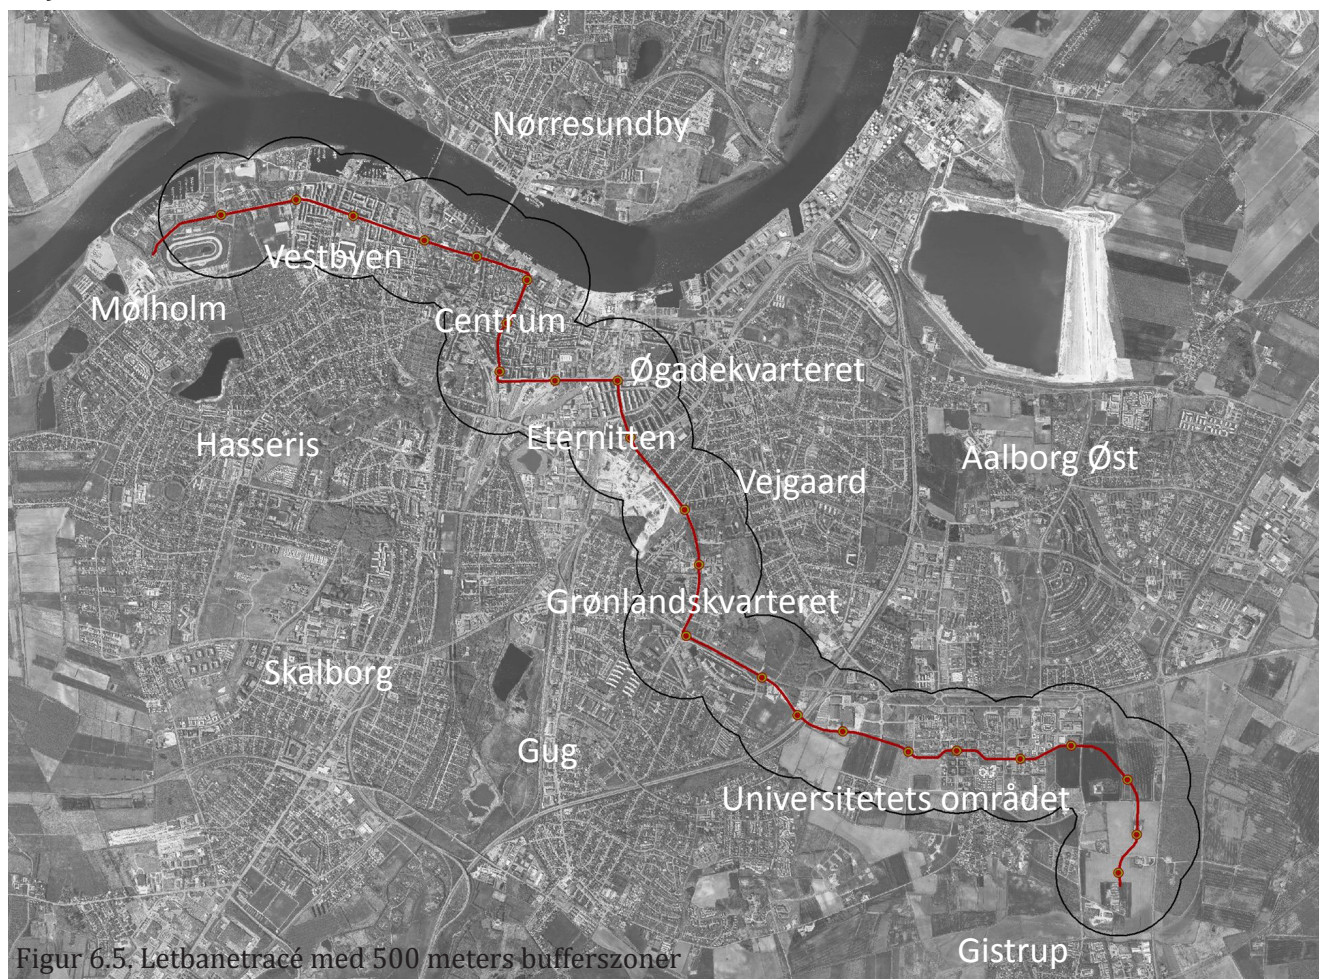 Nørresundby
Vestbyen
Mølholm
Centrum
Øgadekvarteret
Eternitten
Hasseris
Aalborg Øst
Vejgaard
Grønlandskvarteret
Skalborg
Gug
Universitetets området
Gistrup
Figur 6.5. Letbanetracé med 500 meters bufferszoner